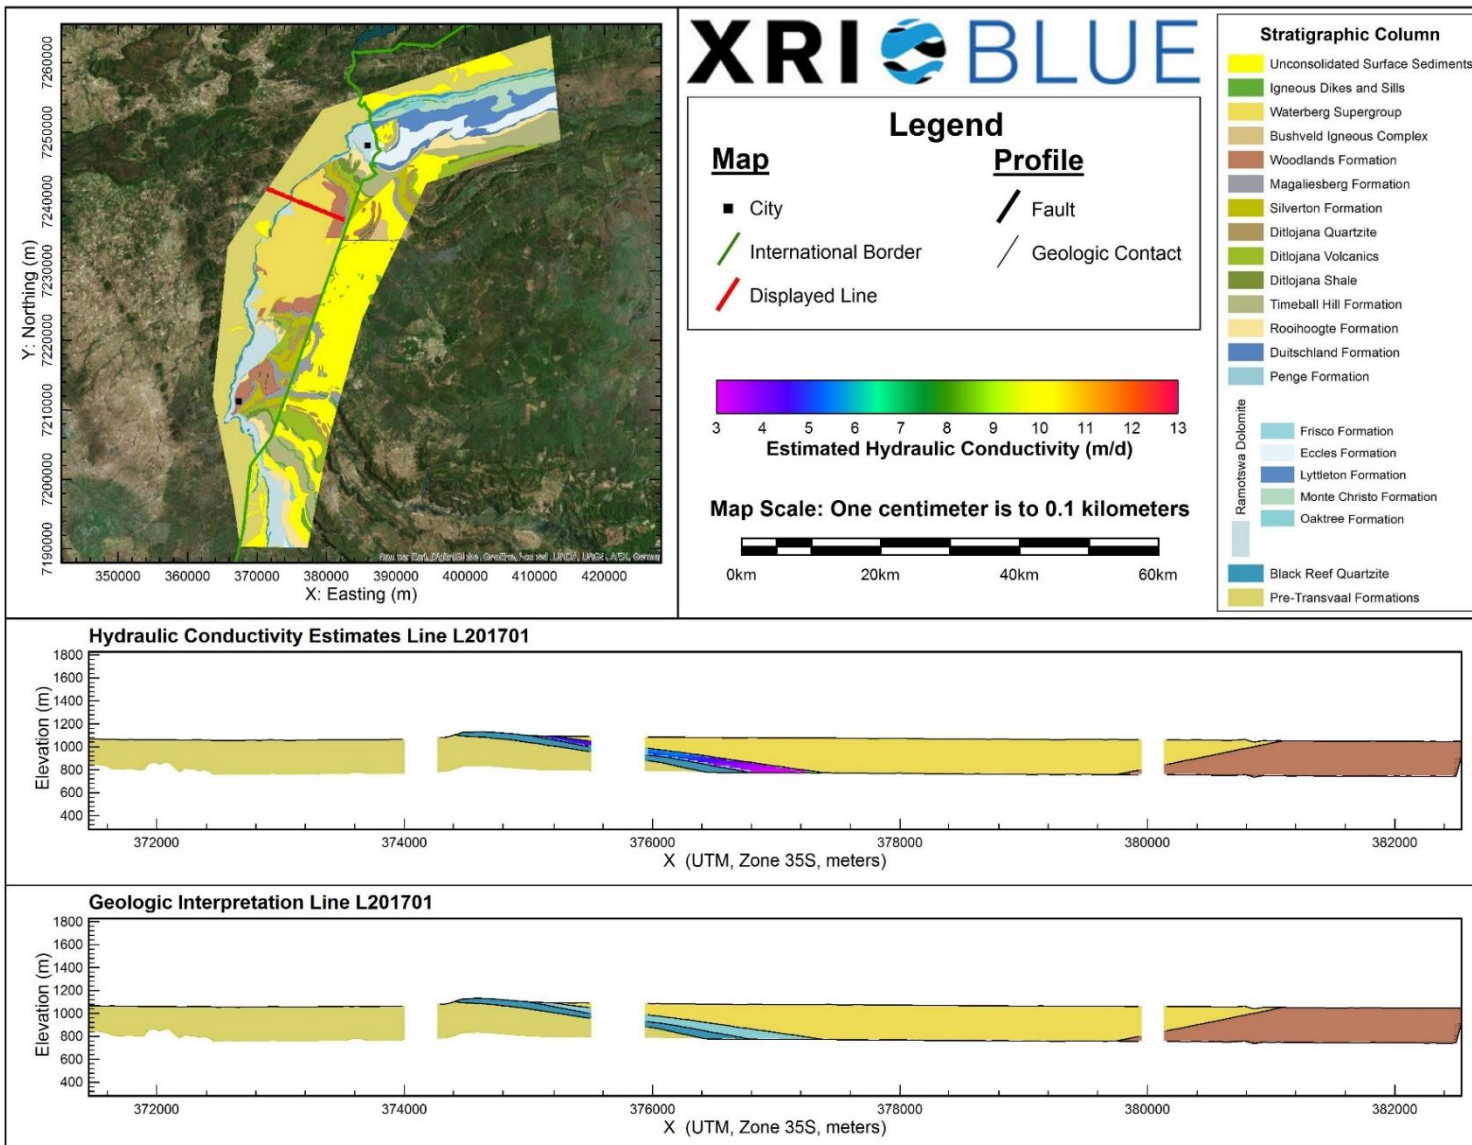 7260000
7250000
7240000
7230000
7220000
7210000
7200000
7190000
Y: Northing (m)
350000 360000 370000 380000 390000 400000 410000 420000
X: Easting (m)
XRI BLUE
Legend
Map
Profile
City
Fault
International Border
Geologic Contact
Displayed Line
3 4 5 6 7 8 9 10 11 12 13
Estimated Hydraulic Conductivity (m/d)
Map Scale: One centimeter is to 0.1 kilometers
0km 20km 40km 60km
Stratigraphic Column
Unconsolidated Surface Sediments
Igneous Dikes and Sills
Waterberg Supergroup
Bushveld Igneous Complex
Woodlands Formation
Magaliesberg Formation
Silverton Formation
Ditlojana Quartzite
Ditlojana Volcanics
Ditlojana Shale
Timeball Hill Formation
Rooihoogte Formation
Duitschland Formation
Penge Formation
Ramotswa Dolomite
Frisco Formation
Eccles Formation
Lyttleton Formation
Monte Christo Formation
Oaktree Formation
Black Reef Quartzite
Pre-Transvaal Formations
Hydraulic Conductivity Estimates Line L201701
1800
1600
1400
1200
1000
800
600
400
Elevation (m)
372000 374000 376000 378000 380000 382000
X (UTM, Zone 35S, meters)
Geologic Interpretation Line L201701
1800
1600
1400
1200
1000
800
600
400
Elevation (m)
372000 374000 376000 378000 380000 382000
X (UTM, Zone 35S, meters)